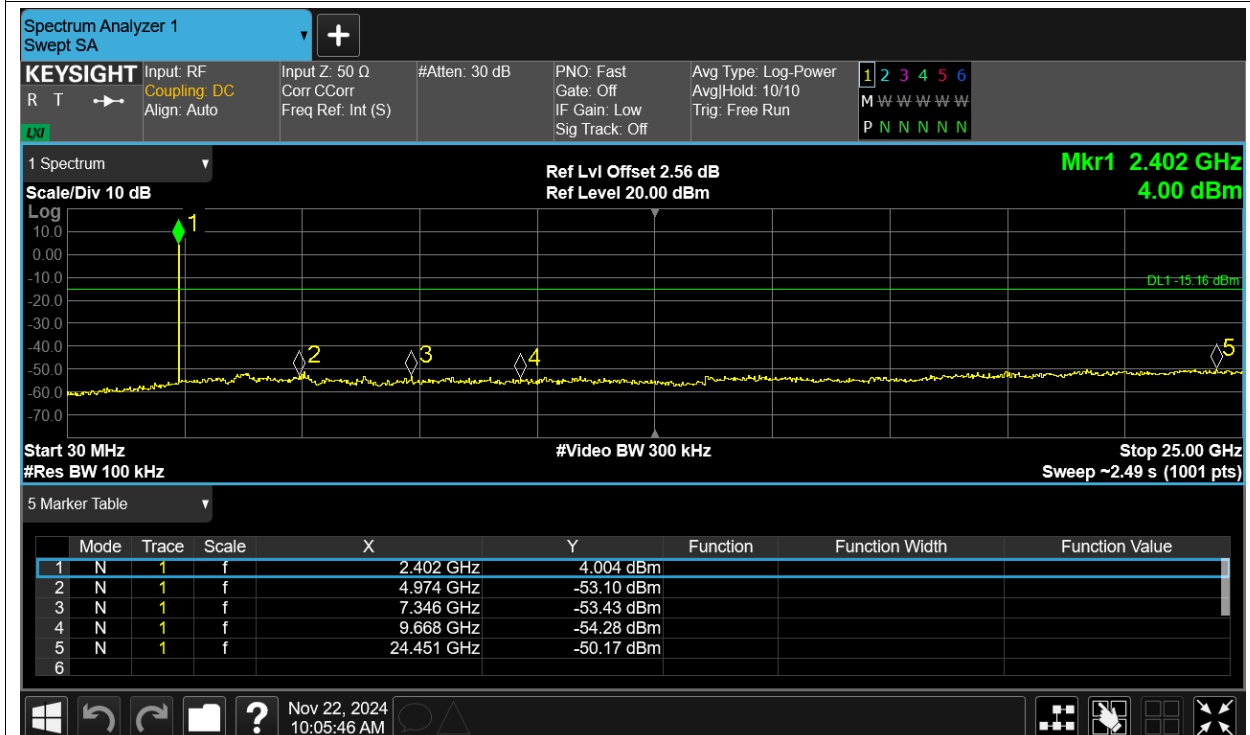 Spectrum Analyzer 1
Swept SA
+
KEYSIGHT Input: RF Input Z: 50 Ω #Atten: 30 dB PNO: Fast Avg Type: Log-Power 1 2 3 4 5 6
R T Coupling: DC Corr CCorr Gate: Off Avg|Hold: 10/10 M W W W W W
Align: Auto Freq Ref: Int (S) IF Gain: Low Trig: Free Run P N N N N N
LXI Sig Track: Off
1 Spectrum Ref Lvl Offset 2.56 dB Mkr1 2.402 GHz
Scale/Div 10 dB Ref Level 20.00 dBm 4.00 dBm
Log
1
10.0
0.00
-10.0
DL1 -15.16 dBm
-20.0
-30.0
-40.0
2 3 4 5
-50.0
-60.0
-70.0
Start 30 MHz #Video BW 300 kHz Stop 25.00 GHz
#Res BW 100 kHz Sweep ~2.49 s (1001 pts)
5 Marker Table
Mode Trace Scale X Y Function Function Width Function Value
1 N 1 f 2.402 GHz 4.004 dBm
2 N 1 f 4.974 GHz -53.10 dBm
3 N 1 f 7.346 GHz -53.43 dBm
4 N 1 f 9.668 GHz -54.28 dBm
5 N 1 f 24.451 GHz -50.17 dBm
6
? Nov 22, 2024
10:05:46 AM